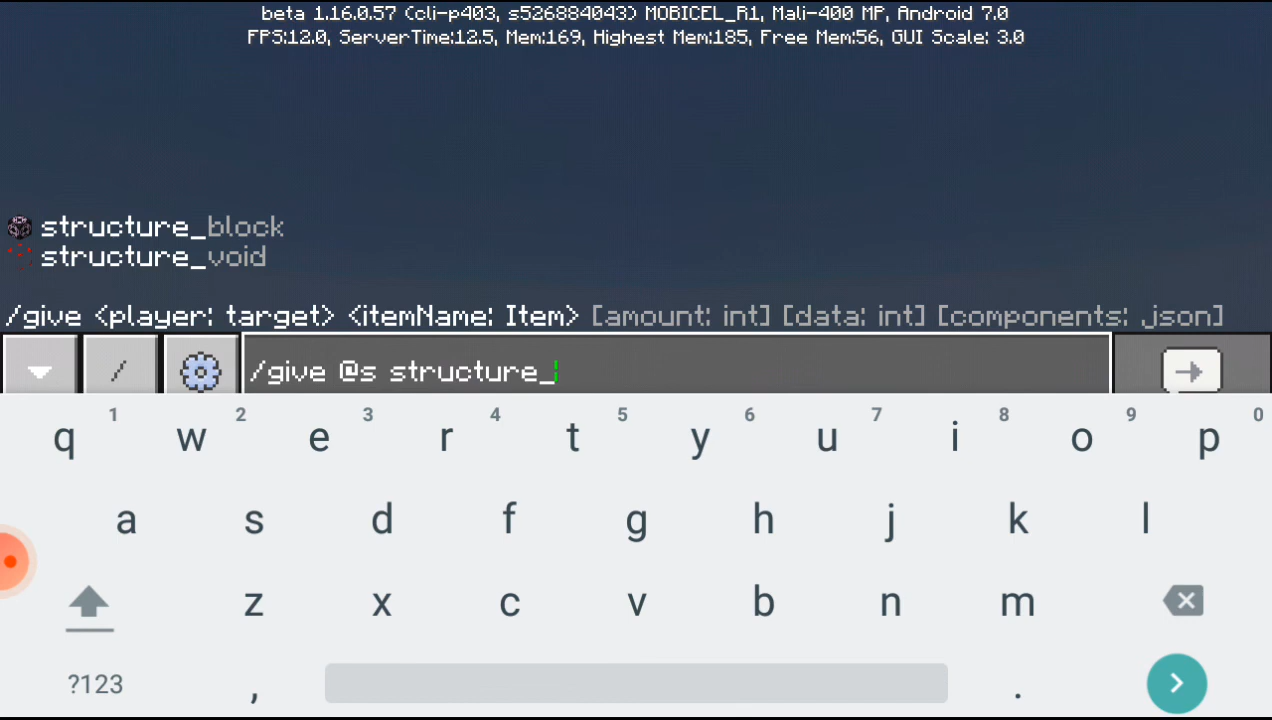 beta 1.16.0.57 (cli-p403, s526884043) MOBICEL_R1, Mali-400 MP, Android 7.0
FPS:12.0, ServerTime:12.5, Mem:169, Highest Mem:185, Free Mem:56, GUI Scale: 3.0
structure_block
structure_void
/give <player: target> <itemName: Item> [amount: int] [data: int] [components: json]
/ /give @s structure_
1 2 3 4 5 6 7 8 9 0
q w e r t y u i o p
a s d f g h j k l
z x c v b n m
?123 , .